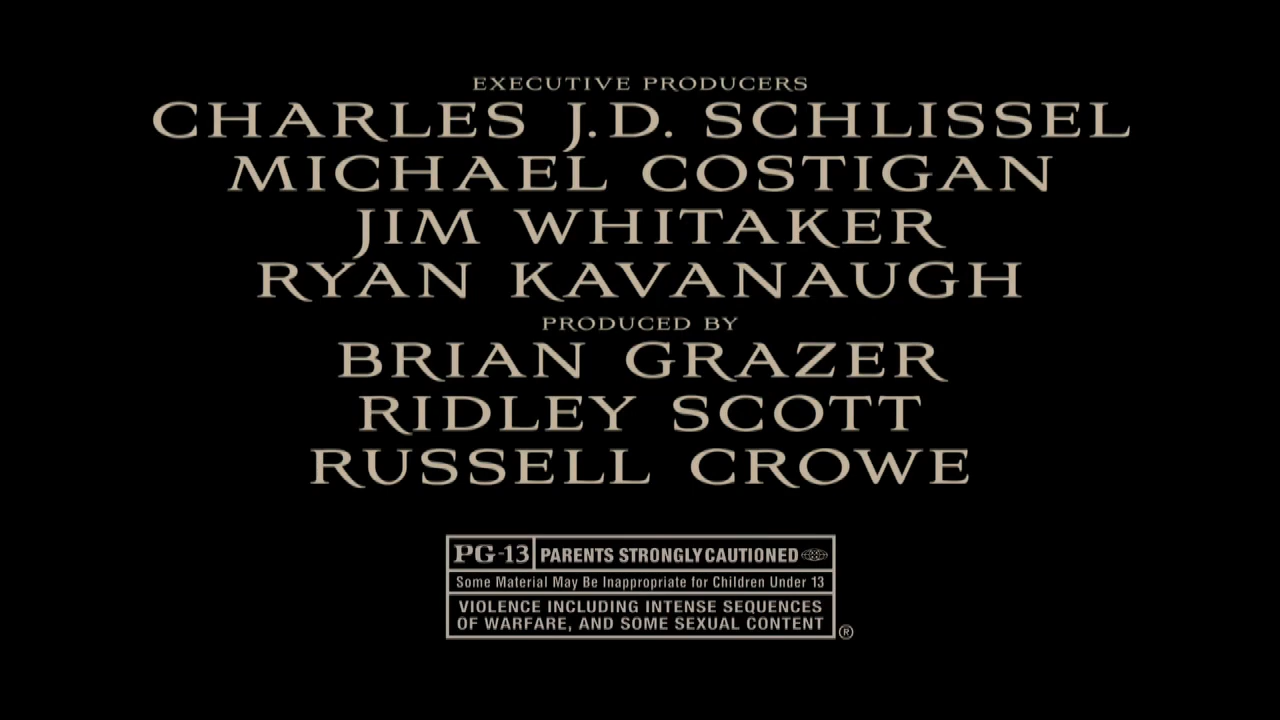 EXECUTIVE PRODUCERS
CHARLES J.D. SCHLISSEL
MICHAEL COSTIGAN
JIM WHITAKER
RYAN KAVANAUGH
PRODUCED BY
BRIAN GRAZER
RIDLEY SCOTT
RUSSELL CROWE
PG-13 PARENTS STRONGLY CAUTIONED
Some Material May Be Inappropriate for Children Under 13
VIOLENCE INCLUDING INTENSE SEQUENCES
OF WARFARE, AND SOME SEXUAL CONTENT ®